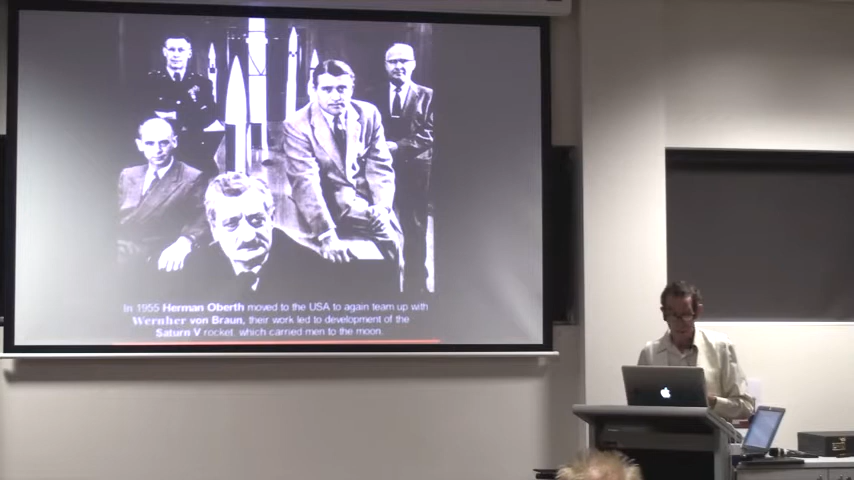 In 1955 Herman Oberth moved to the USA to again team up with
Wernher von Braun, their work led to development of the
Saturn V rocket, which carried men to the moon.